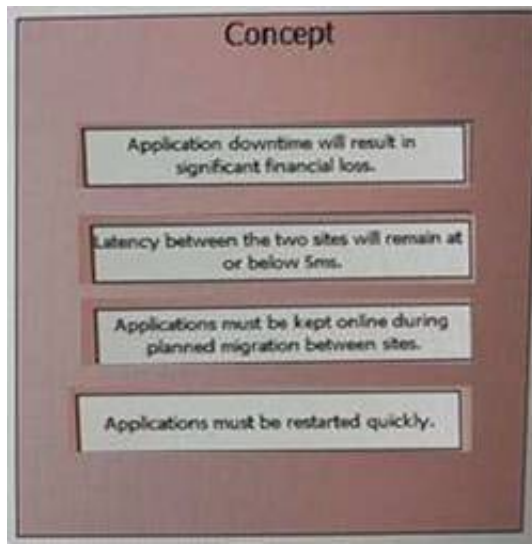 Concept
Application downtime will result in
significant financial loss.
Latency between the two sites will remain at
or below 5ms.
Applications must be kept online during
planned migration between sites.
Applications must be restarted quickly.